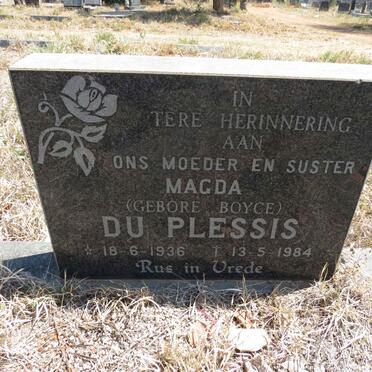 IN
TERE HERINNERING
AAN
ONS MOEDER EN SUSTER
MAGDA
(GEBORE BOYCE)
DU PLESSIS
☆ 18-6-1936 † 13-5-1984
Rus in Vrede